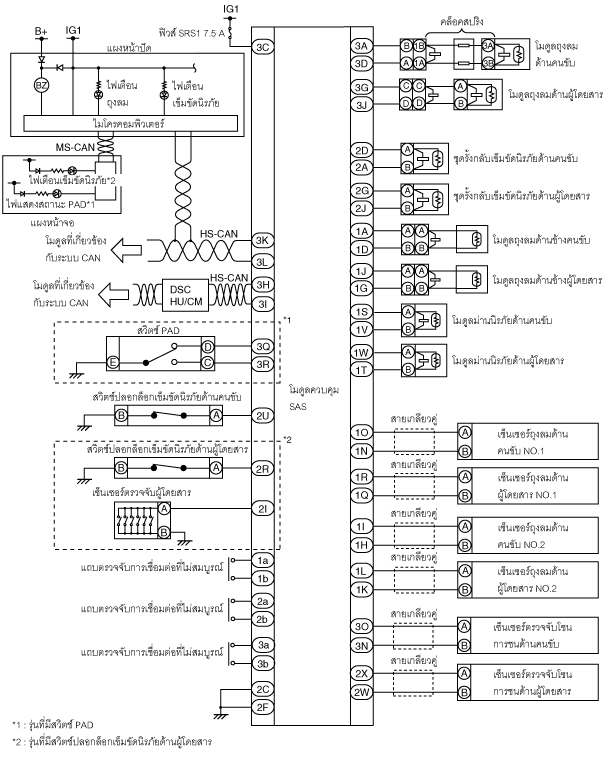 IG1
B+
IG1
ฟิวส์ SRS1 7.5 A
3C
แผงหน้าปัด
BZ
ไฟเตือน
ถุงลม
ไฟเตือน
เข็มขัดนิรภัย
ไมโครคอมพิวเตอร์
MS-CAN
ไฟเตือนเข็มขัดนิรภัย*2
ไฟแสดงสถานะ PAD*1
แผงหน้าจอ
HS-CAN
โมดูลที่เกี่ยวข้อง
กับระบบ CAN
3K
3L
HS-CAN
โมดูลที่เกี่ยวข้อง
กับระบบ CAN
DSC
HU/CM
3H
3I
*1
สวิตช์ PAD
E
D
C
3Q
3R
สวิตช์ปลอกล็อกเข็มขัดนิรภัยด้านคนขับ
B
A
2U
*2
สวิตช์ปลอกล็อกเข็มขัดนิรภัยด้านผู้โดยสาร
B
A
2R
เซ็นเซอร์ตรวจจับผู้โดยสาร
A
B
2I
แถบตรวจจับการเชื่อมต่อที่ไม่สมบูรณ์
1a
1b
แถบตรวจจับการเชื่อมต่อที่ไม่สมบูรณ์
2a
2b
แถบตรวจจับการเชื่อมต่อที่ไม่สมบูรณ์
3a
3b
2C
2F
โมดูลควบคุม
SAS
คล็อคสปริง
3A
B
1B
3A
3D
A
1A
3B
โมดูลถุงลม
ด้านคนขับ
3G
C
C
A
3J
D
D
B
โมดูลถุงลมด้านผู้โดยสาร
2D
A
2A
B
ชุดรั้งกลับเข็มขัดนิรภัยด้านคนขับ
2G
A
2J
B
ชุดรั้งกลับเข็มขัดนิรภัยด้านผู้โดยสาร
1A
A
A
1D
B
B
โมดูลถุงลมด้านข้างคนขับ
1J
A
A
1G
B
B
โมดูลถุงลมด้านข้างผู้โดยสาร
1S
A
1V
B
โมดูลม่านนิรภัยด้านคนขับ
1W
A
1T
B
โมดูลม่านนิรภัยด้านผู้โดยสาร
สายเกลียวคู่
1O
A
1N
B
เซ็นเซอร์ถุงลมด้าน
คนขับ NO.1
สายเกลียวคู่
1R
A
1Q
B
เซ็นเซอร์ถุงลมด้าน
ผู้โดยสาร NO.1
สายเกลียวคู่
1I
A
1H
B
เซ็นเซอร์ถุงลมด้าน
คนขับ NO.2
สายเกลียวคู่
1L
A
1K
B
เซ็นเซอร์ถุงลมด้าน
ผู้โดยสาร NO.2
สายเกลียวคู่
3O
A
3N
B
เซ็นเซอร์ตรวจจับโซน
การชนด้านคนขับ
สายเกลียวคู่
2X
A
2W
B
เซ็นเซอร์ตรวจจับโซน
การชนด้านผู้โดยสาร
*1 : รุ่นที่มีสวิตช์ PAD
*2 : รุ่นที่มีสวิตช์ปลอกล็อกเข็มขัดนิรภัยด้านผู้โดยสาร